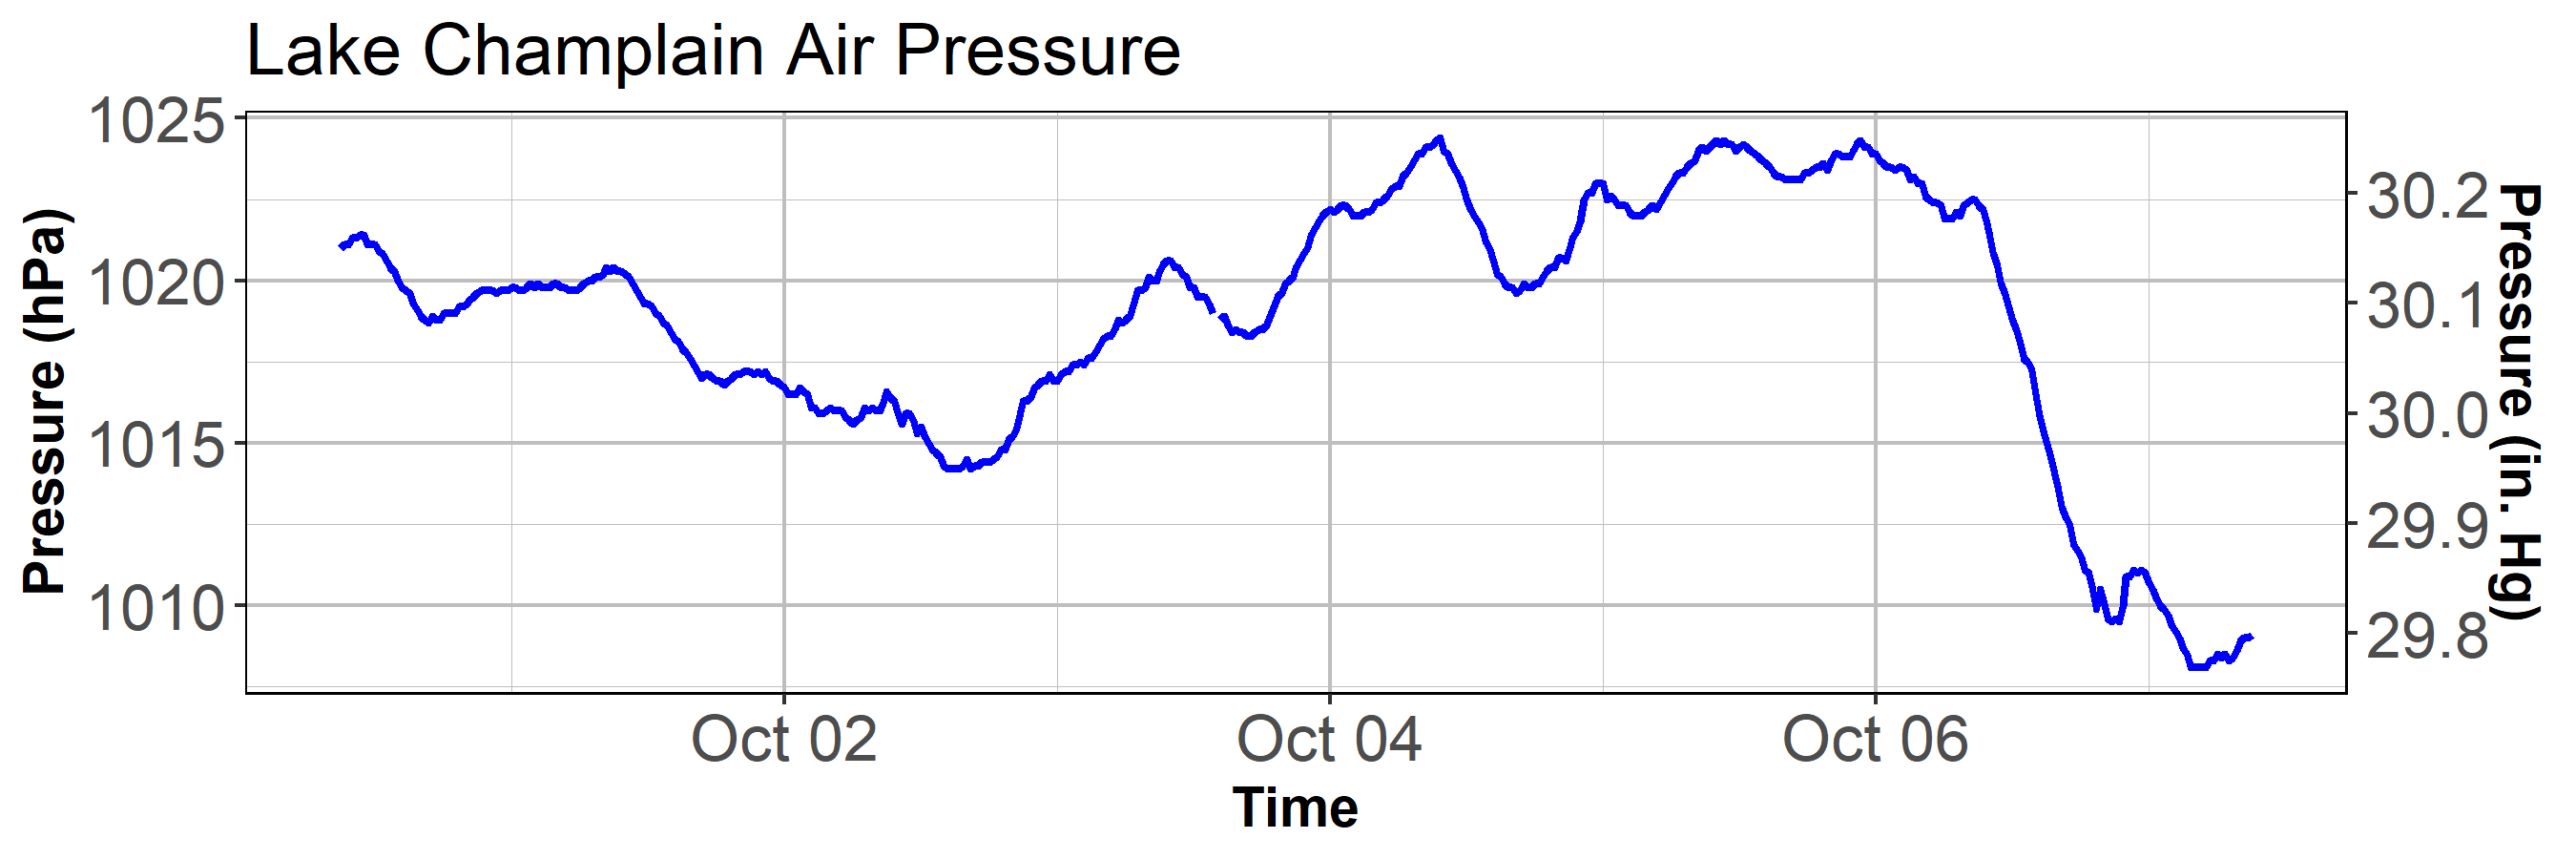 Lake Champlain Air Pressure
Pressure (hPa)
1025
1020
1015
1010
30.2
30.1
30.0
29.9
29.8
Pressure (in. Hg)
Oct 02 Oct 04 Oct 06
Time